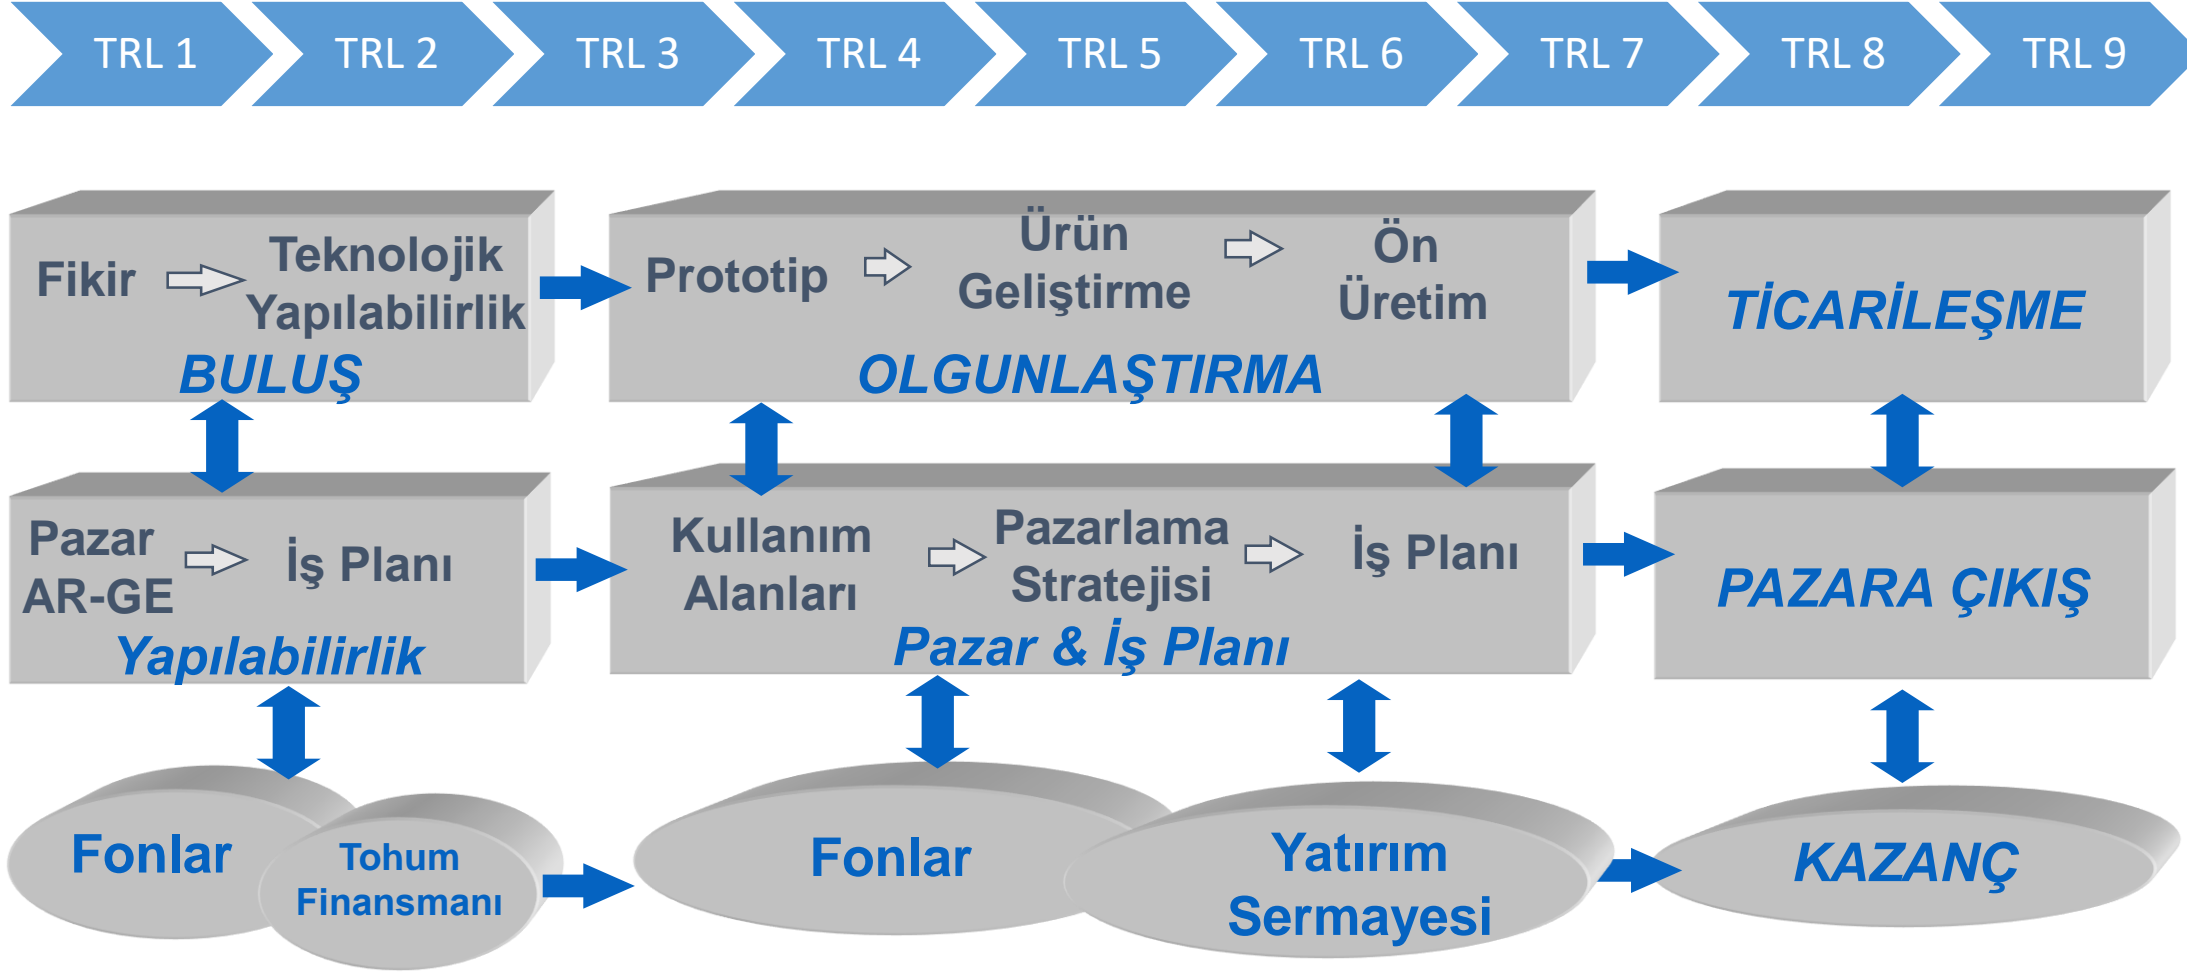 TRL 1
TRL 2
TRL 3
TRL 4
TRL 5
TRL 6
TRL 7
TRL 8
TRL 9
Fikir
Teknolojik
Yapılabilirlik
BULUŞ
Prototip
Ürün
Geliştirme
Ön
Üretim
OLGUNLAŞTIRMA
TİCARİLEŞME
Pazar
AR-GE
İş Planı
Yapılabilirlik
Kullanım
Alanları
Pazarlama
Stratejisi
İş Planı
Pazar & İş Planı
PAZARA ÇIKIŞ
Fonlar
Tohum
Finansmanı
Fonlar
Yatırım
Sermayesi
KAZANÇ